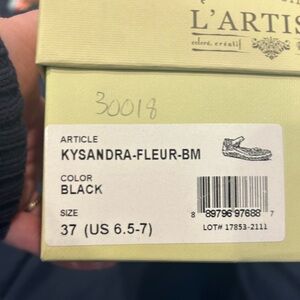 L'ARTIS
coloré, créatif
30018
ARTICLE
KYSANDRA-FLEUR-BM
COLOR
BLACK
SIZE
37 (US 6.5-7)
8 89796 97688 7
LOT# 17853-2111